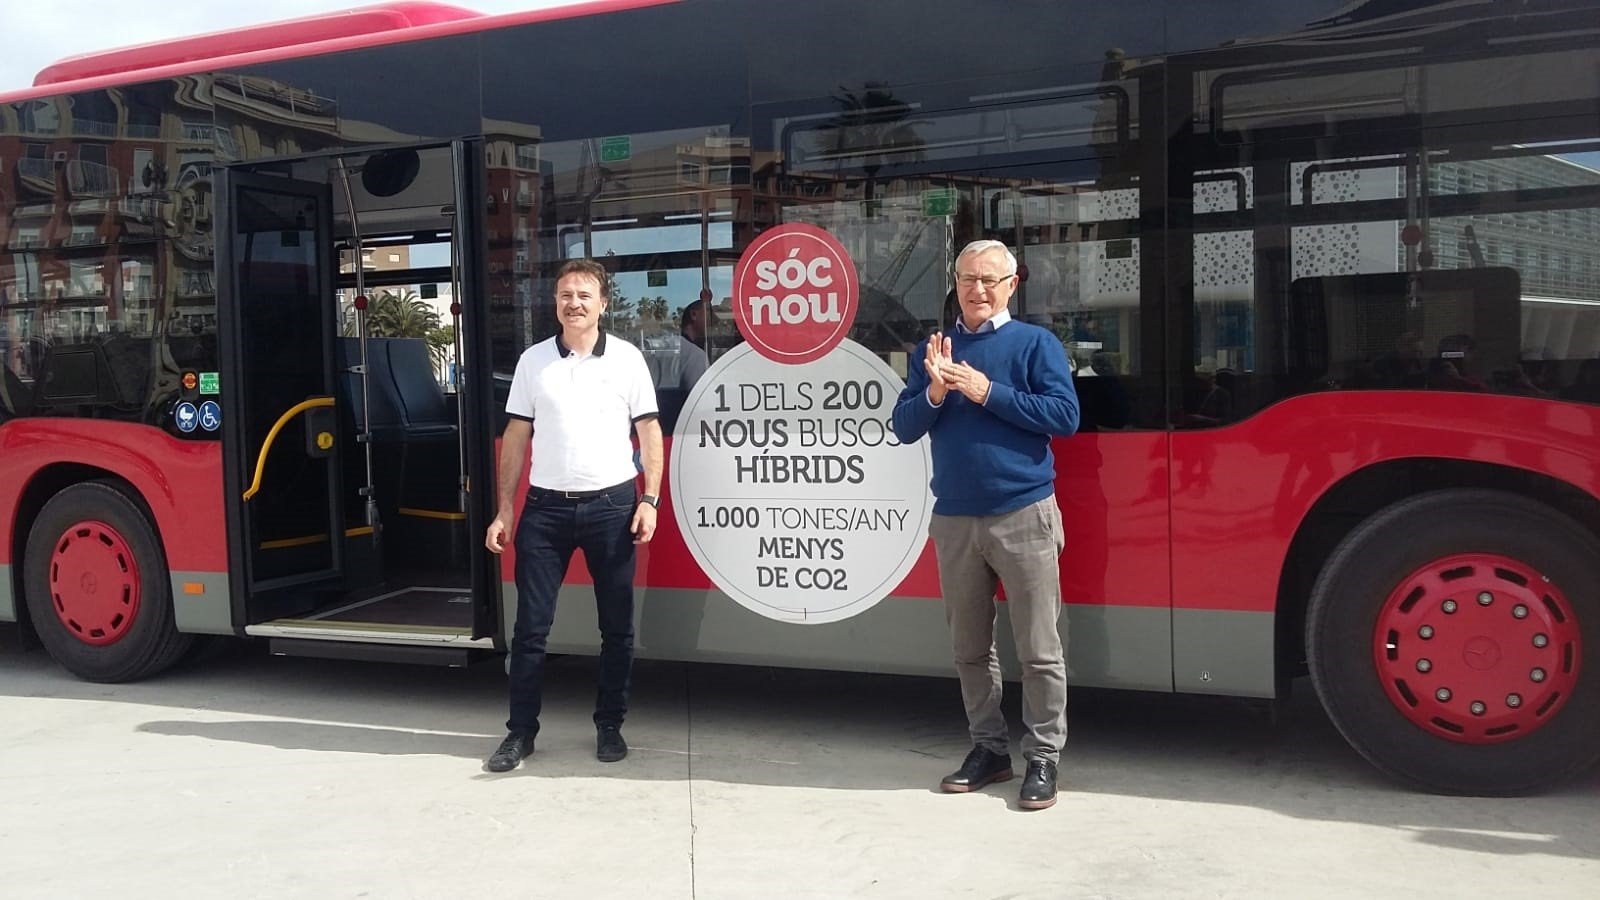 sóc
nou
1 DELS 200
NOUS BUSOS
HÍBRIDS
1.000 TONES/ANY
MENYS
DE CO2